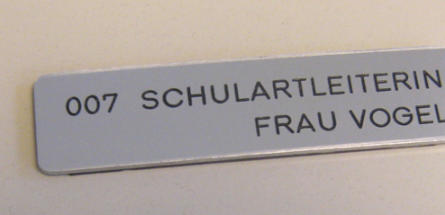 007 SCHULARTLEITERIN
FRAU VOGEL